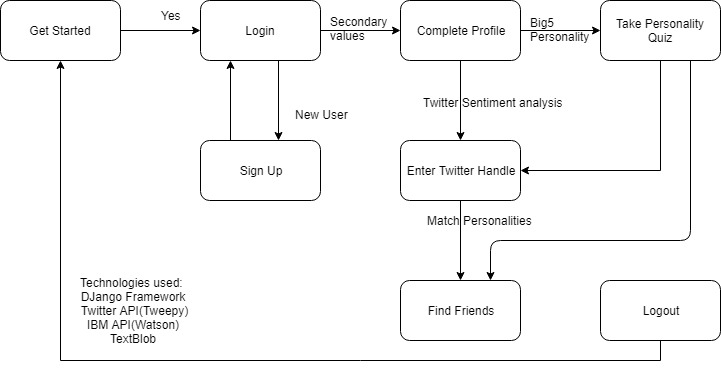 Get Started
Yes
Login
Secondary
values
Complete Profile
Big5
Personality
Take Personality
Quiz
Twitter Sentiment analysis
New User
Sign Up
Enter Twitter Handle
Match Personalities
Technologies used:
DJango Framework
Twitter API(Tweepy)
IBM API(Watson)
TextBlob
Find Friends
Logout